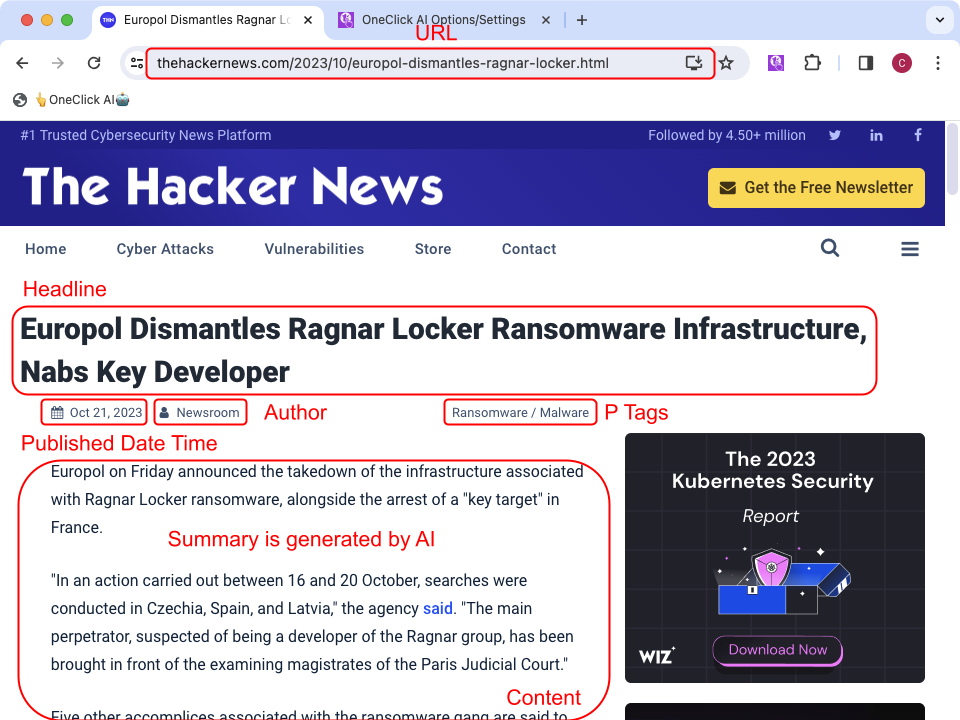 Europol Dismantles Ragnar Lo
OneClick AI Options/Settings
URL
thehackernews.com/2023/10/europol-dismantles-ragnar-locker.html
C
👆OneClick AI🤖
#1 Trusted Cybersecurity News Platform
Followed by 4.50+ million
The Hacker News
Get the Free Newsletter
Home Cyber Attacks Vulnerabilities Store Contact
Headline
Europol Dismantles Ragnar Locker Ransomware Infrastructure,
Nabs Key Developer
Oct 21, 2023 Newsroom Author Ransomware / Malware P Tags
Published Date Time
Europol on Friday announced the takedown of the infrastructure associated
with Ragnar Locker ransomware, alongside the arrest of a "key target" in
France.
Summary is generated by AI
"In an action carried out between 16 and 20 October, searches were
conducted in Czechia, Spain, and Latvia," the agency said. "The main
perpetrator, suspected of being a developer of the Ragnar group, has been
brought in front of the examining magistrates of the Paris Judicial Court."
Content
Five other accomplices associated with the ransomware gang are said to
The 2023
Kubernetes Security
Report
WIZ
Download Now